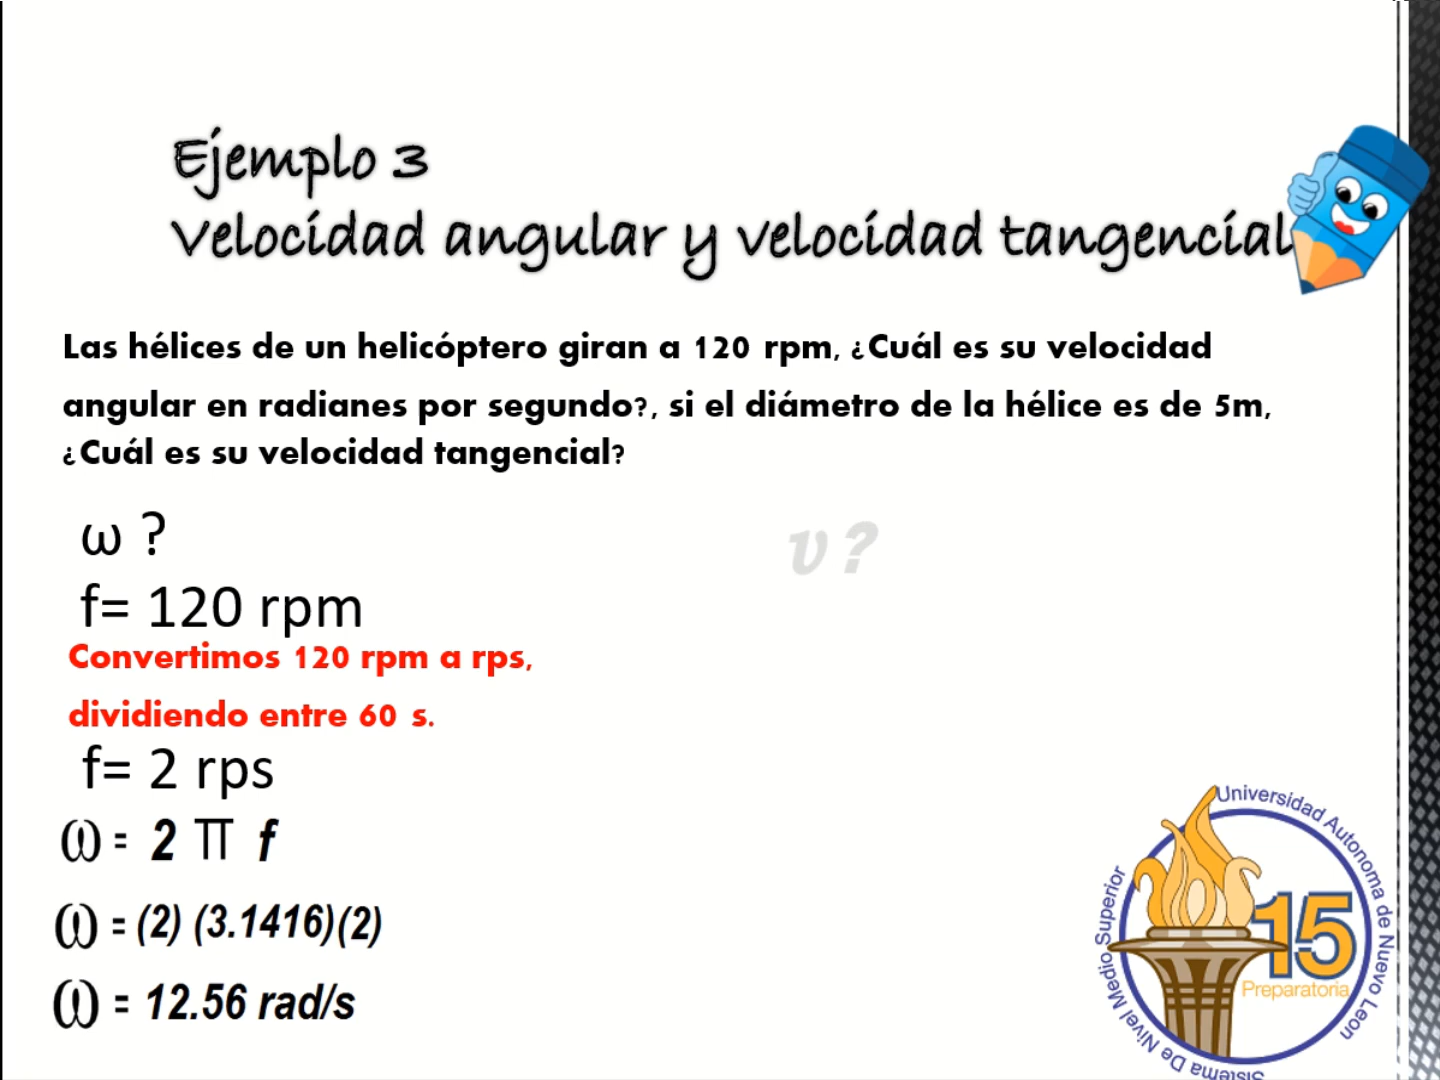 Ejemplo 3
Velocidad angular y velocidad tangencial
Las hélices de un helicóptero giran a 120 rpm, ¿Cuál es su velocidad
angular en radianes por segundo?, si el diámetro de la hélice es de 5m,
¿Cuál es su velocidad tangencial?
ω ?
v ?
f= 120 rpm
Convertimos 120 rpm a rps,
dividiendo entre 60 s.
f= 2 rps
ω = 2 π f
ω = (2) (3.1416)(2)
ω = 12.56 rad/s
Universidad Autonoma de Nuevo Leon
Sistema De Nivel Medio Superior
15
Preparatoria